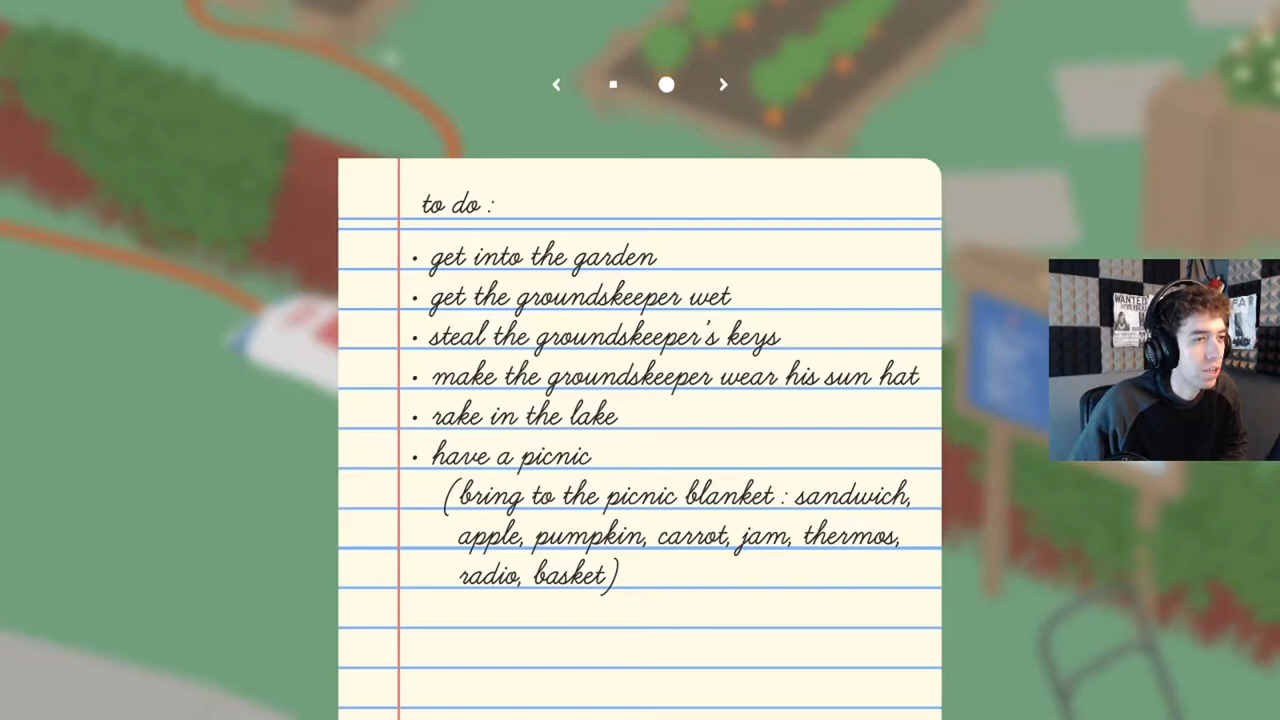 to do :
• get into the garden
• get the groundskeeper wet
• steal the groundskeeper's keys
• make the groundskeeper wear his sun hat
• rake in the lake
• have a picnic
(bring to the picnic blanket : sandwich,
apple, pumpkin, carrot, jam, thermos,
radio, basket)
WANTED